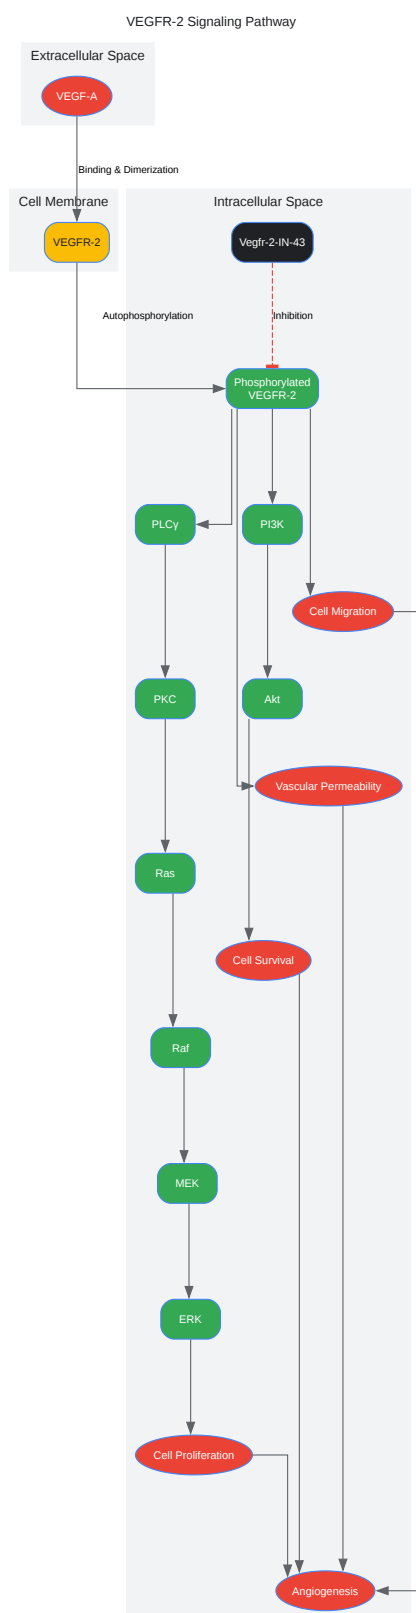 VEGFR-2 Signaling Pathway
Extracellular Space
VEGF-A
Binding & Dimerization
Cell Membrane
Intracellular Space
VEGFR-2
Vegfr-2-IN-43
Autophosphorylation
Inhibition
Phosphorylated
VEGFR-2
PLCγ
PI3K
Cell Migration
PKC
Akt
Vascular Permeability
Ras
Cell Survival
Raf
MEK
ERK
Cell Proliferation
Angiogenesis